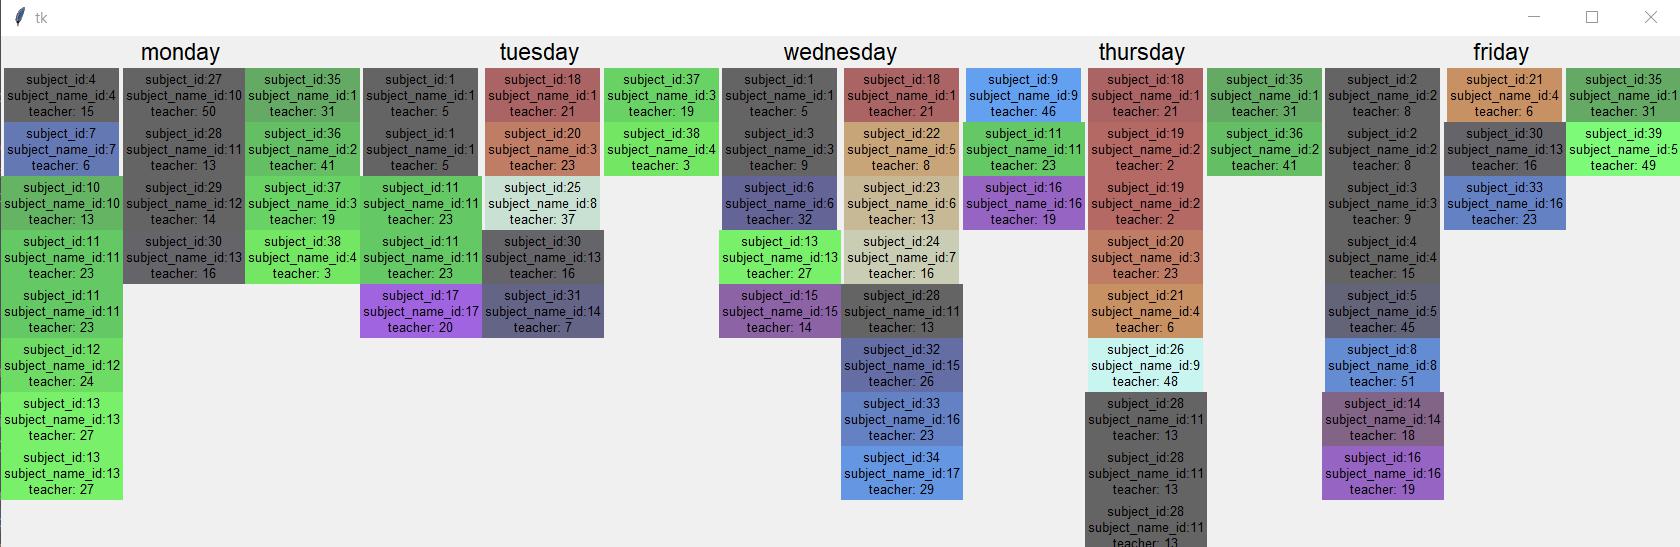 tk
monday
subject_id:4
subject_name_id:4
teacher: 15
subject_id:7
subject_name_id:7
teacher: 6
subject_id:10
subject_name_id:10
teacher: 13
subject_id:11
subject_name_id:11
teacher: 23
subject_id:11
subject_name_id:11
teacher: 23
subject_id:12
subject_name_id:12
teacher: 24
subject_id:13
subject_name_id:13
teacher: 27
subject_id:13
subject_name_id:13
teacher: 27
subject_id:27
subject_name_id:10
teacher: 50
subject_id:28
subject_name_id:11
teacher: 13
subject_id:29
subject_name_id:12
teacher: 14
subject_id:30
subject_name_id:13
teacher: 16
subject_id:35
subject_name_id:1
teacher: 31
subject_id:36
subject_name_id:2
teacher: 41
subject_id:37
subject_name_id:3
teacher: 19
subject_id:38
subject_name_id:4
teacher: 3
tuesday
subject_id:1
subject_name_id:1
teacher: 5
subject_id:1
subject_name_id:1
teacher: 5
subject_id:11
subject_name_id:11
teacher: 23
subject_id:11
subject_name_id:11
teacher: 23
subject_id:17
subject_name_id:17
teacher: 20
subject_id:18
subject_name_id:1
teacher: 21
subject_id:20
subject_name_id:3
teacher: 23
subject_id:25
subject_name_id:8
teacher: 37
subject_id:30
subject_name_id:13
teacher: 16
subject_id:31
subject_name_id:14
teacher: 7
subject_id:37
subject_name_id:3
teacher: 19
subject_id:38
subject_name_id:4
teacher: 3
wednesday
subject_id:1
subject_name_id:1
teacher: 5
subject_id:3
subject_name_id:3
teacher: 9
subject_id:6
subject_name_id:6
teacher: 32
subject_id:13
subject_name_id:13
teacher: 27
subject_id:15
subject_name_id:15
teacher: 14
subject_id:18
subject_name_id:1
teacher: 21
subject_id:22
subject_name_id:5
teacher: 8
subject_id:23
subject_name_id:6
teacher: 13
subject_id:24
subject_name_id:7
teacher: 16
subject_id:28
subject_name_id:11
teacher: 13
subject_id:32
subject_name_id:15
teacher: 26
subject_id:33
subject_name_id:16
teacher: 23
subject_id:34
subject_name_id:17
teacher: 29
thursday
subject_id:9
subject_name_id:9
teacher: 46
subject_id:11
subject_name_id:11
teacher: 23
subject_id:16
subject_name_id:16
teacher: 19
subject_id:18
subject_name_id:1
teacher: 21
subject_id:19
subject_name_id:2
teacher: 2
subject_id:19
subject_name_id:2
teacher: 2
subject_id:20
subject_name_id:3
teacher: 23
subject_id:21
subject_name_id:4
teacher: 6
subject_id:26
subject_name_id:9
teacher: 48
subject_id:28
subject_name_id:11
teacher: 13
subject_id:28
subject_name_id:11
teacher: 13
subject_id:28
subject_name_id:11
teacher: 13
subject_id:35
subject_name_id:1
teacher: 31
subject_id:36
subject_name_id:2
teacher: 41
friday
subject_id:2
subject_name_id:2
teacher: 8
subject_id:2
subject_name_id:2
teacher: 8
subject_id:3
subject_name_id:3
teacher: 9
subject_id:4
subject_name_id:4
teacher: 15
subject_id:5
subject_name_id:5
teacher: 45
subject_id:8
subject_name_id:8
teacher: 51
subject_id:14
subject_name_id:14
teacher: 18
subject_id:16
subject_name_id:16
teacher: 19
subject_id:21
subject_name_id:4
teacher: 6
subject_id:30
subject_name_id:13
teacher: 16
subject_id:33
subject_name_id:16
teacher: 23
subject_id:35
subject_name_id:1
teacher: 31
subject_id:39
subject_name_id:5
teacher: 49